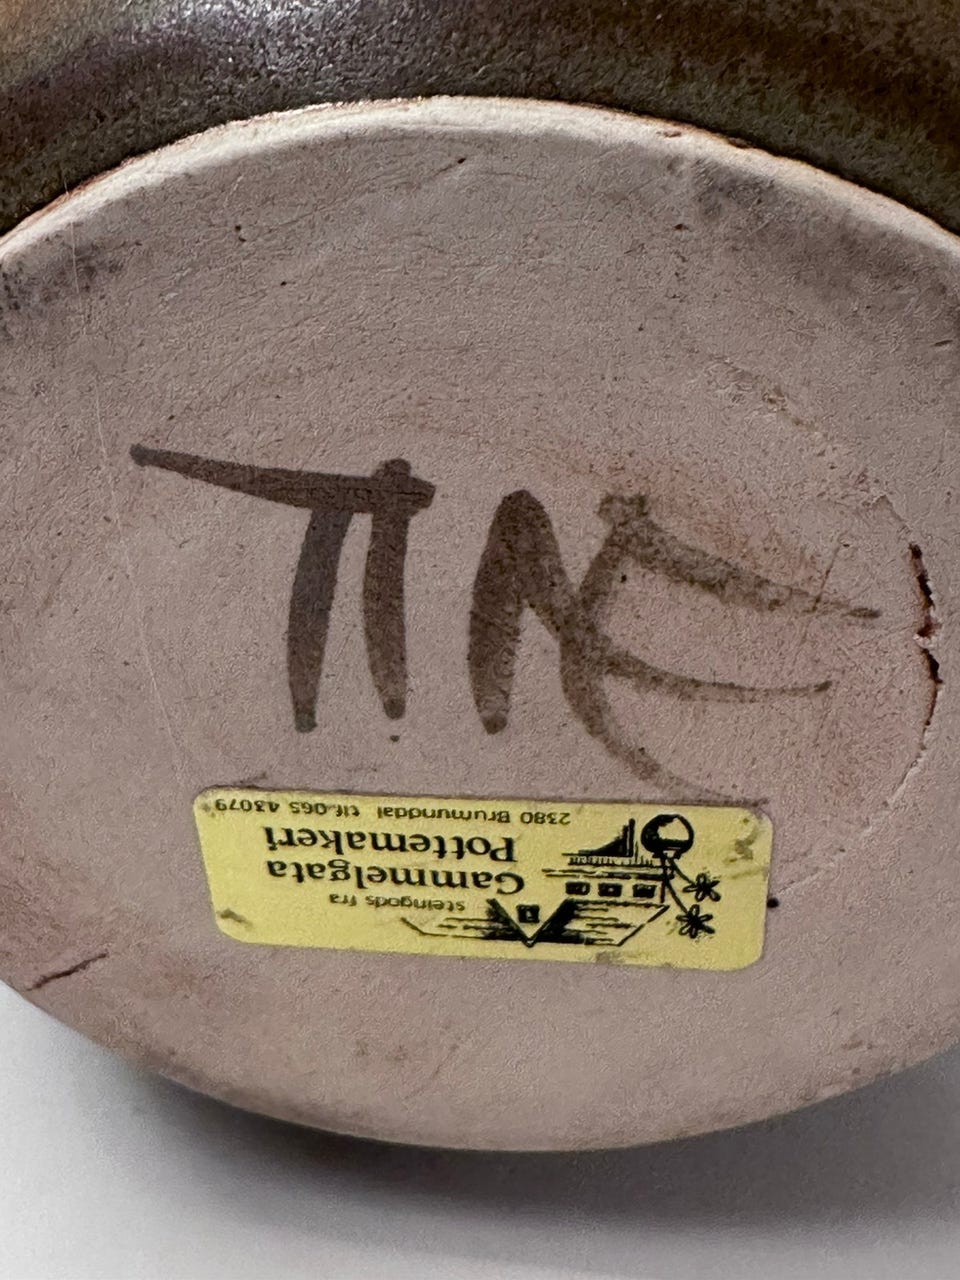 TINE
steingods fra
Gammelgata
Pottemakeri
2380 Brumunddal tlf. 065 43079